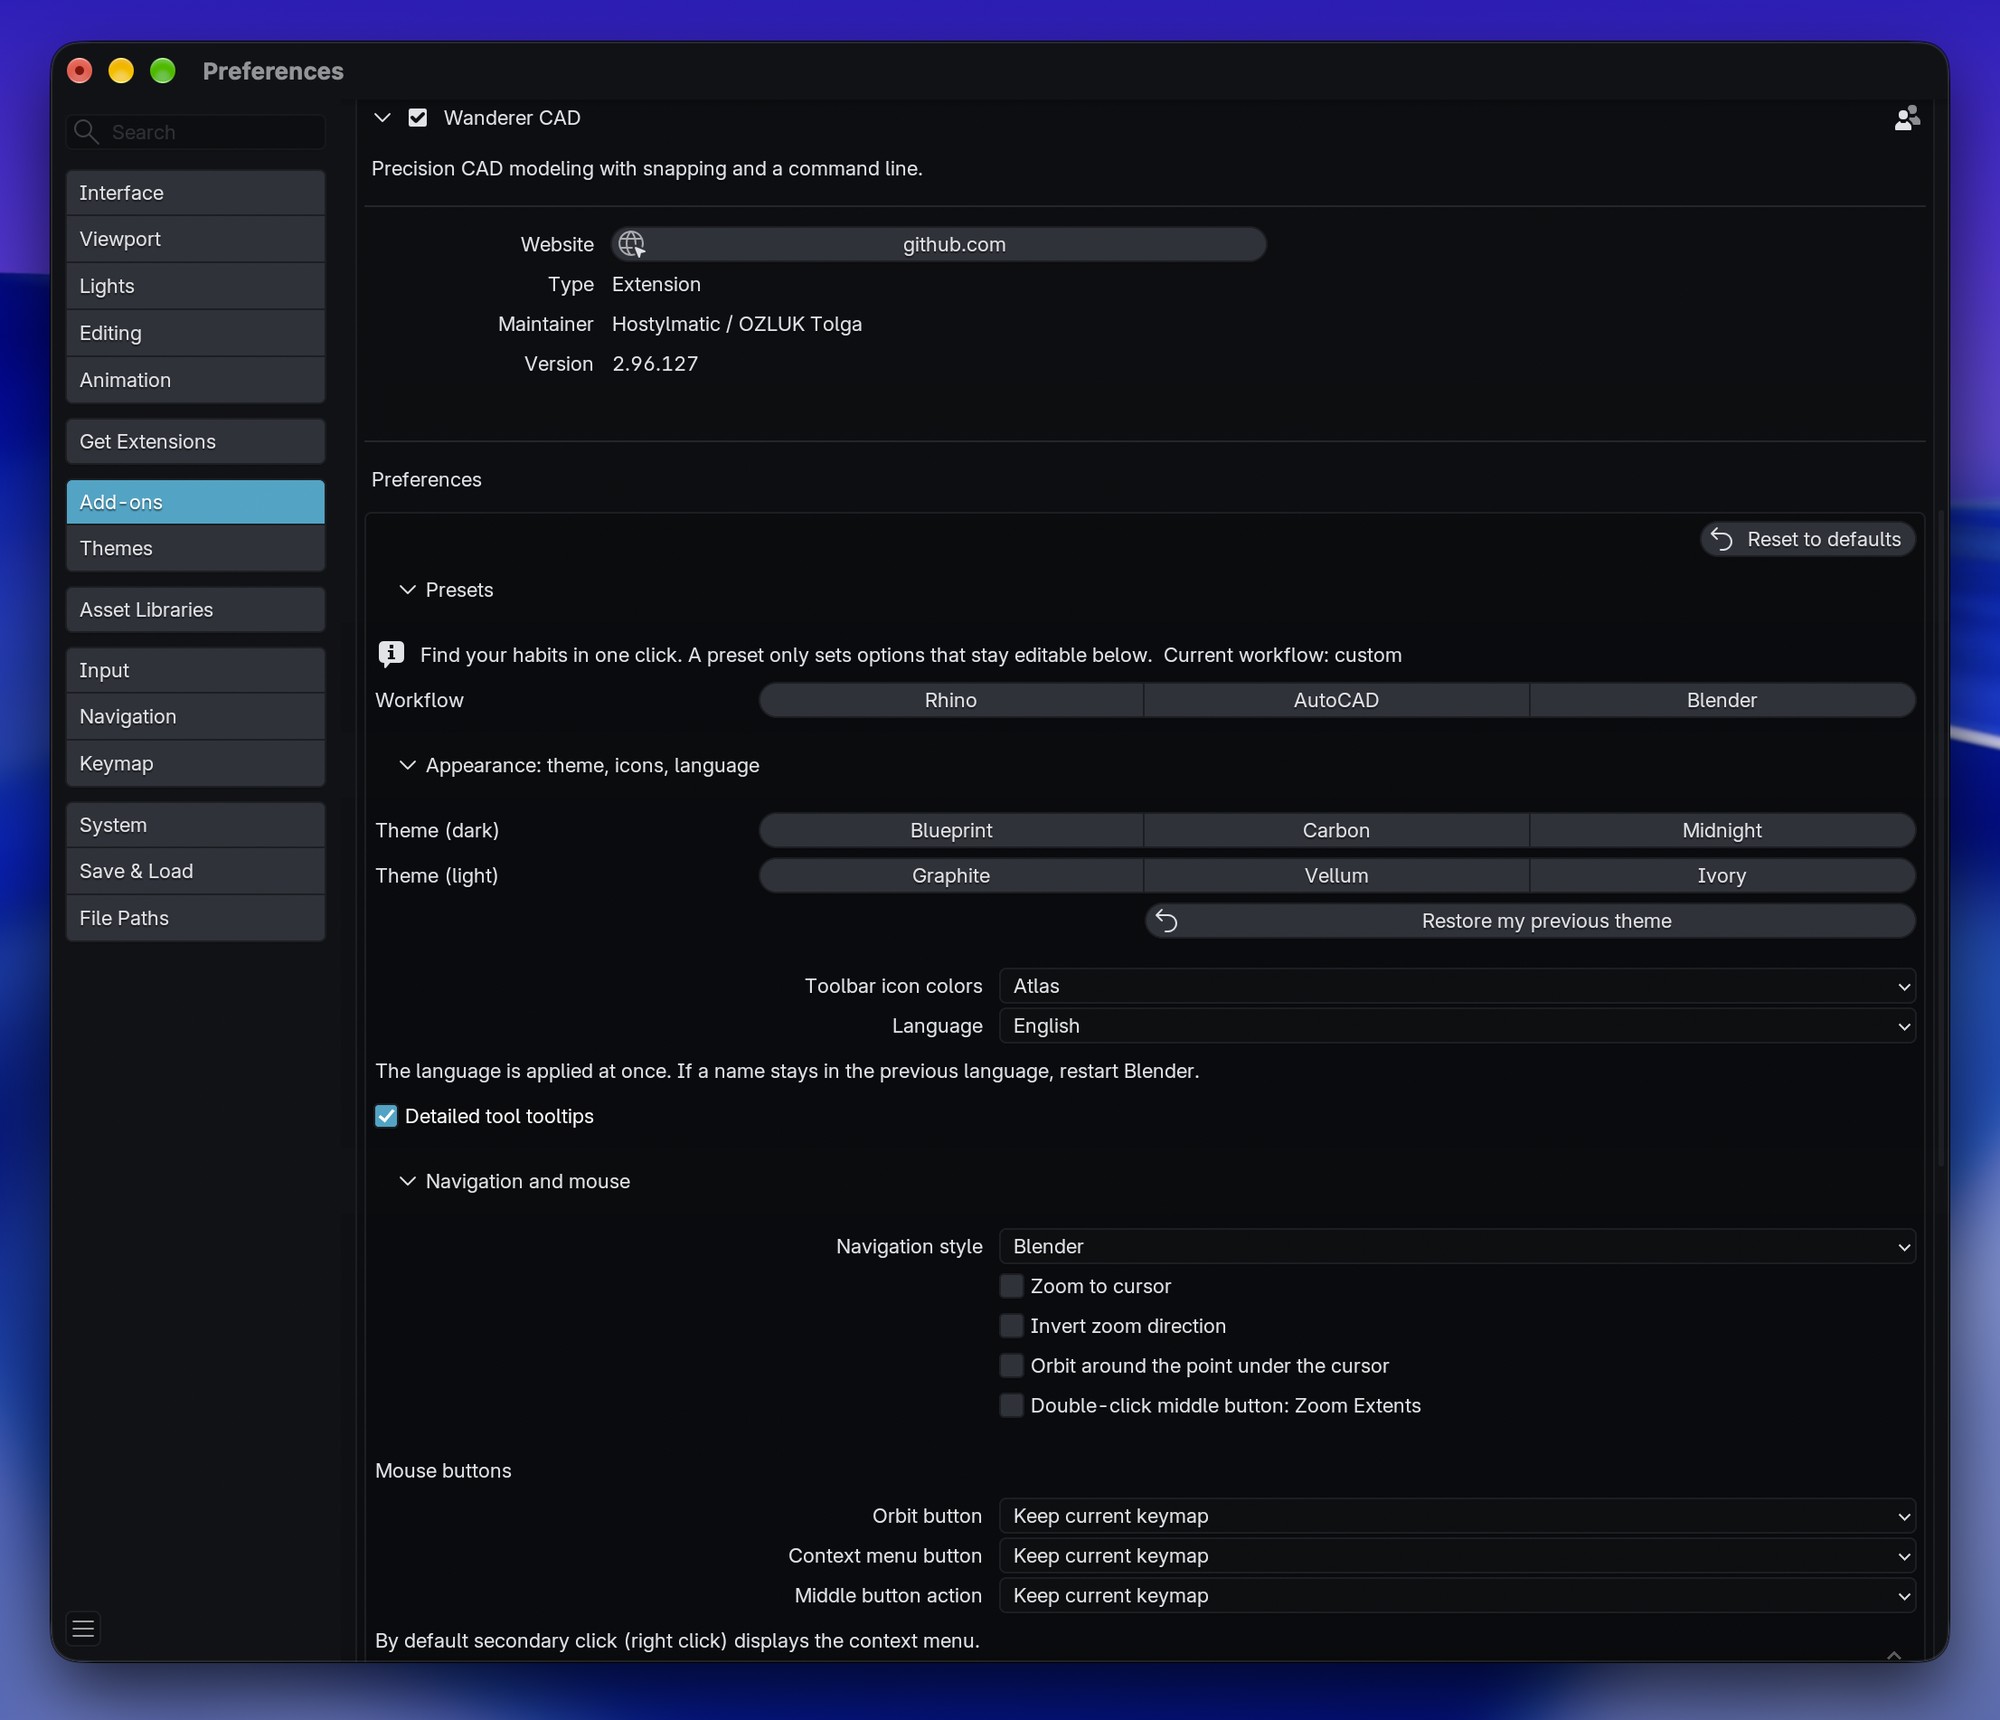 Preferences
Search
Interface
Viewport
Lights
Editing
Animation
Get Extensions
Add-ons
Themes
Asset Libraries
Input
Navigation
Keymap
System
Save & Load
File Paths
Wanderer CAD
Precision CAD modeling with snapping and a command line.
Website github.com
Type Extension
Maintainer Hostylmatic / OZLUK Tolga
Version 2.96.127
Preferences
Reset to defaults
Presets
Find your habits in one click. A preset only sets options that stay editable below. Current workflow: custom
Workflow Rhino AutoCAD Blender
Appearance: theme, icons, language
Theme (dark) Blueprint Carbon Midnight
Theme (light) Graphite Vellum Ivory
Restore my previous theme
Toolbar icon colors Atlas
Language English
The language is applied at once. If a name stays in the previous language, restart Blender.
Detailed tool tooltips
Navigation and mouse
Navigation style Blender
Zoom to cursor
Invert zoom direction
Orbit around the point under the cursor
Double-click middle button: Zoom Extents
Mouse buttons
Orbit button Keep current keymap
Context menu button Keep current keymap
Middle button action Keep current keymap
By default secondary click (right click) displays the context menu.